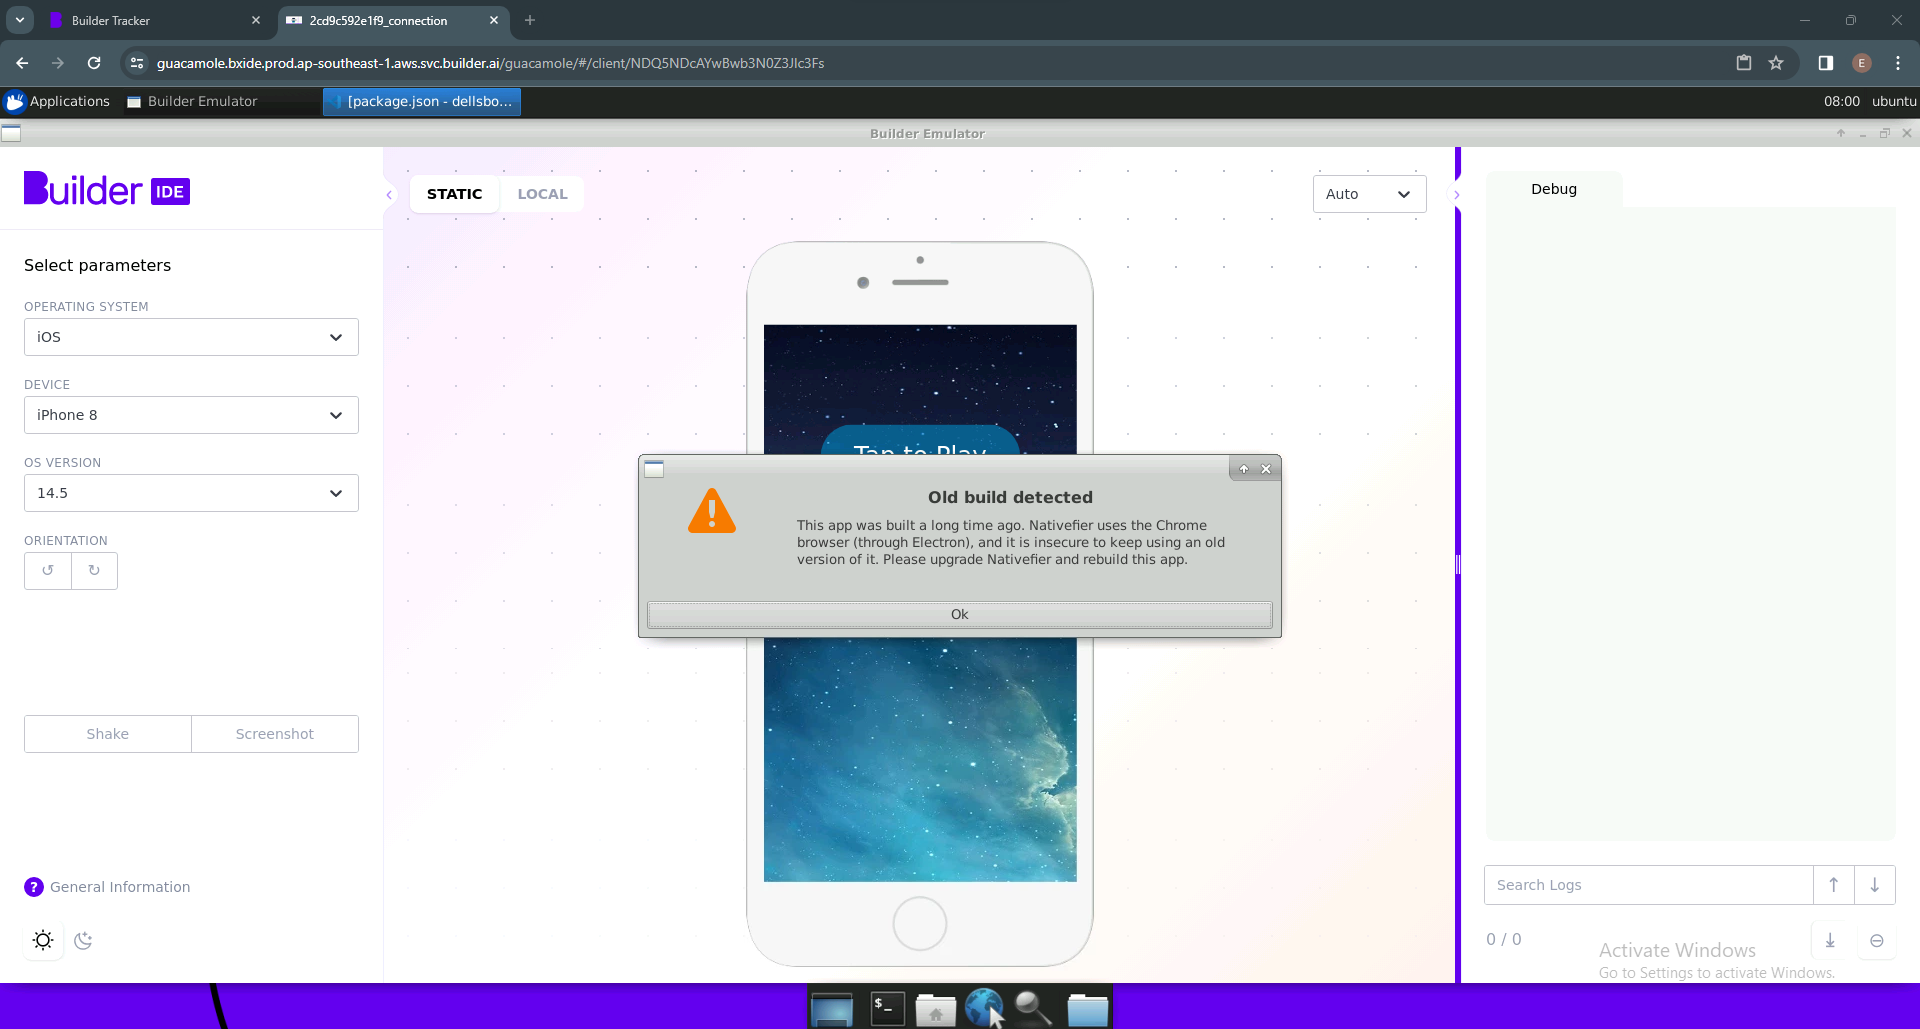 Builder Tracker
2cd9c592e1f9_connection
guacamole.bxide.prod.ap-southeast-1.aws.svc.builder.ai/guacamole/#/client/NDQ5NDcAYwBwb3N0Z3Jlc3Fs
E
Applications
Builder Emulator
[package.json - dellsbo...
08:00 ubuntu
Builder Emulator
Builder IDE
STATIC
LOCAL
Auto
Debug
Select parameters
OPERATING SYSTEM
iOS
DEVICE
iPhone 8
OS VERSION
14.5
ORIENTATION
Shake
Screenshot
Tap to Play
Old build detected
This app was built a long time ago. Nativefier uses the Chrome
browser (through Electron), and it is insecure to keep using an old
version of it. Please upgrade Nativefier and rebuild this app.
Ok
? General Information
Search Logs
0 / 0
Activate Windows
Go to Settings to activate Windows.
$_